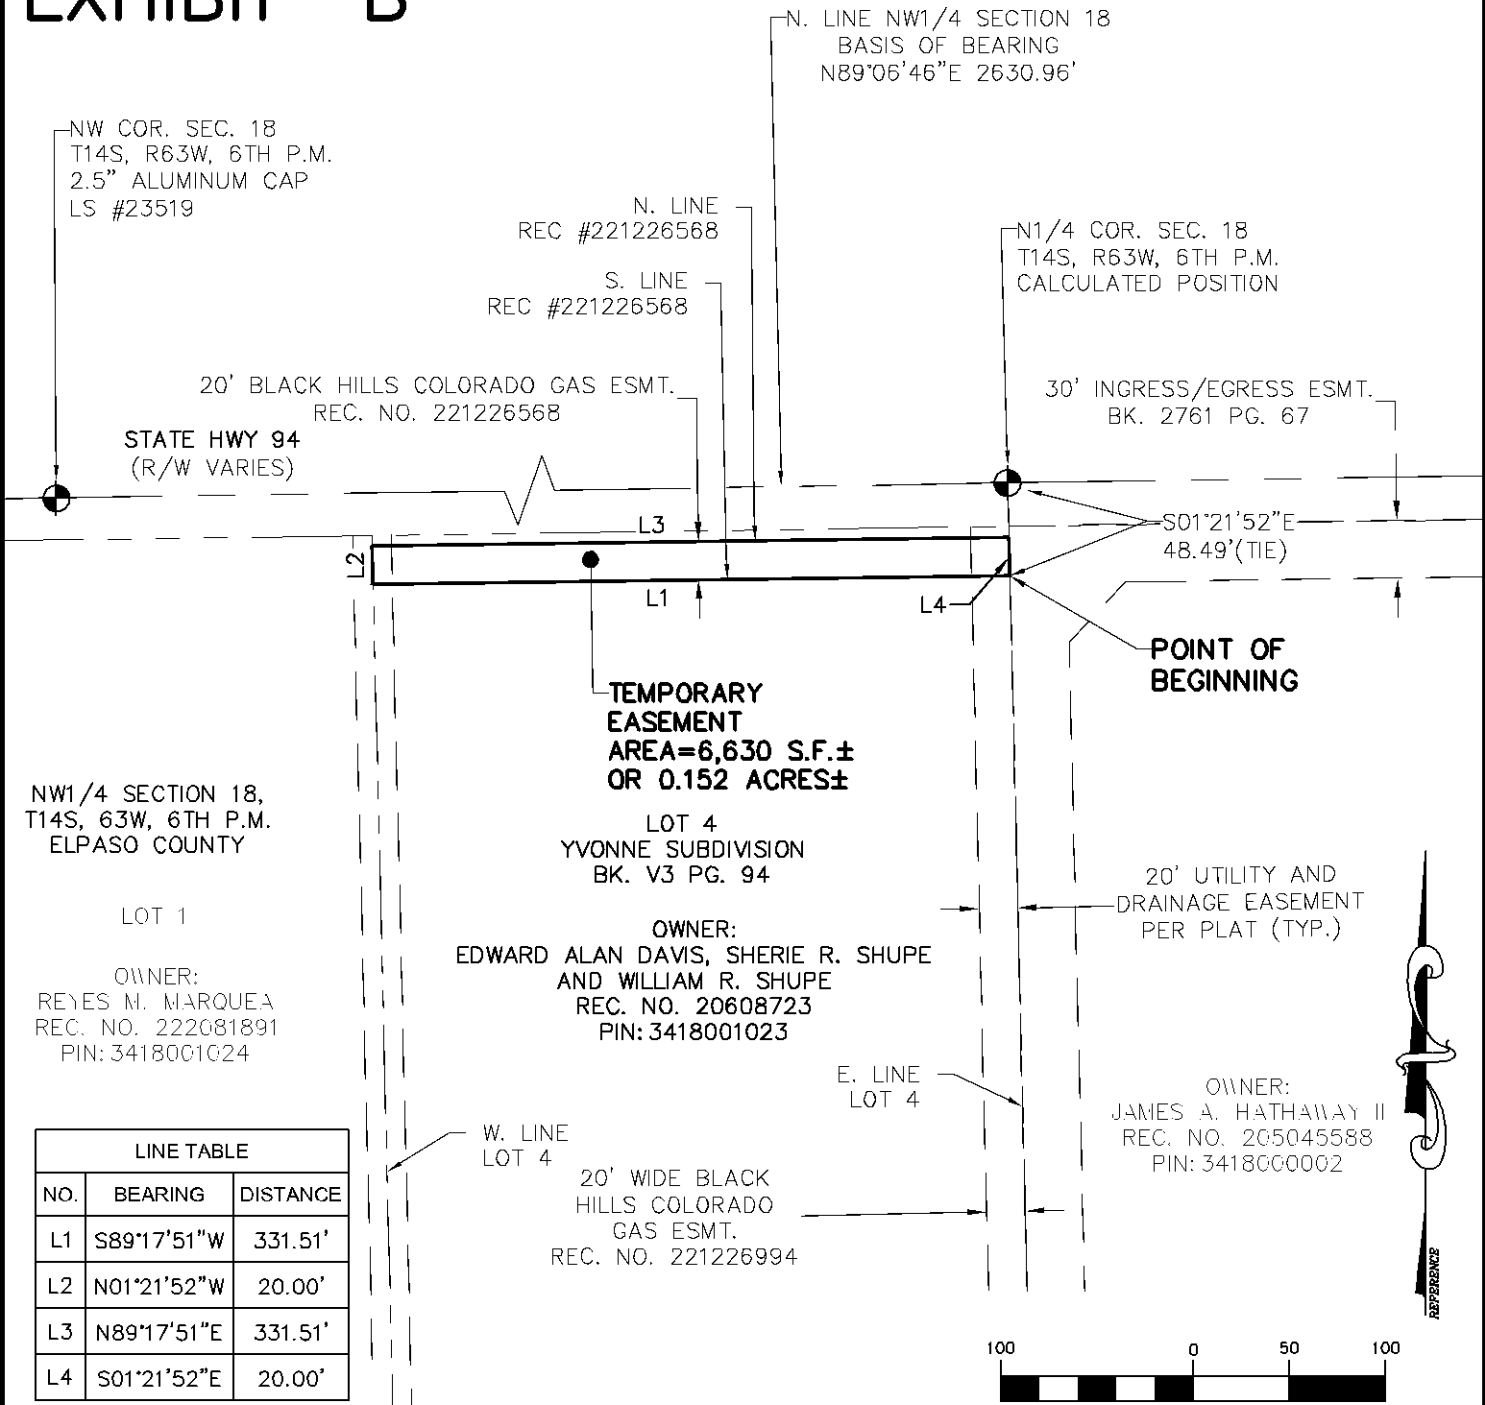 EXHIBIT "B"
N. LINE NW1/4 SECTION 18
BASIS OF BEARING
N89°06'46"E 2630.96'
NW COR. SEC. 18
T14S, R63W, 6TH P.M.
2.5" ALUMINUM CAP
LS #23519
N. LINE
REC #221226568
S. LINE
REC #221226568
N1/4 COR. SEC. 18
T14S, R63W, 6TH P.M.
CALCULATED POSITION
20' BLACK HILLS COLORADO GAS ESMT.
REC. NO. 221226568
30' INGRESS/EGRESS ESMT.
BK. 2761 PG. 67
STATE HWY 94
(R/W VARIES)
L3
S01°21'52"E
48.49'(TIE)
L2
L1
L4
POINT OF
BEGINNING
TEMPORARY
EASEMENT
AREA=6,630 S.F.±
OR 0.152 ACRES±
NW1/4 SECTION 18,
T14S, 63W, 6TH P.M.
ELPASO COUNTY
LOT 4
YVONNE SUBDIVISION
BK. V3 PG. 94
LOT 1
OWNER:
REYES M. MARQUEA
REC. NO. 222081891
PIN: 3418001024
OWNER:
EDWARD ALAN DAVIS, SHERIE R. SHUPE
AND WILLIAM R. SHUPE
REC. NO. 20608723
PIN: 3418001023
20' UTILITY AND
DRAINAGE EASEMENT
PER PLAT (TYP.)
E. LINE
LOT 4
OWNER:
JAMES A. HATHAWAY II
REC. NO. 205045588
PIN: 3418000002
W. LINE
LOT 4
20' WIDE BLACK
HILLS COLORADO
GAS ESMT.
REC. NO. 221226994
LINE TABLE
NO. BEARING DISTANCE
L1 S89°17'51"W 331.51'
L2 N01°21'52"W 20.00'
L3 N89°17'51"E 331.51'
L4 S01°21'52"E 20.00'
REFERENCE
100 0 50 100